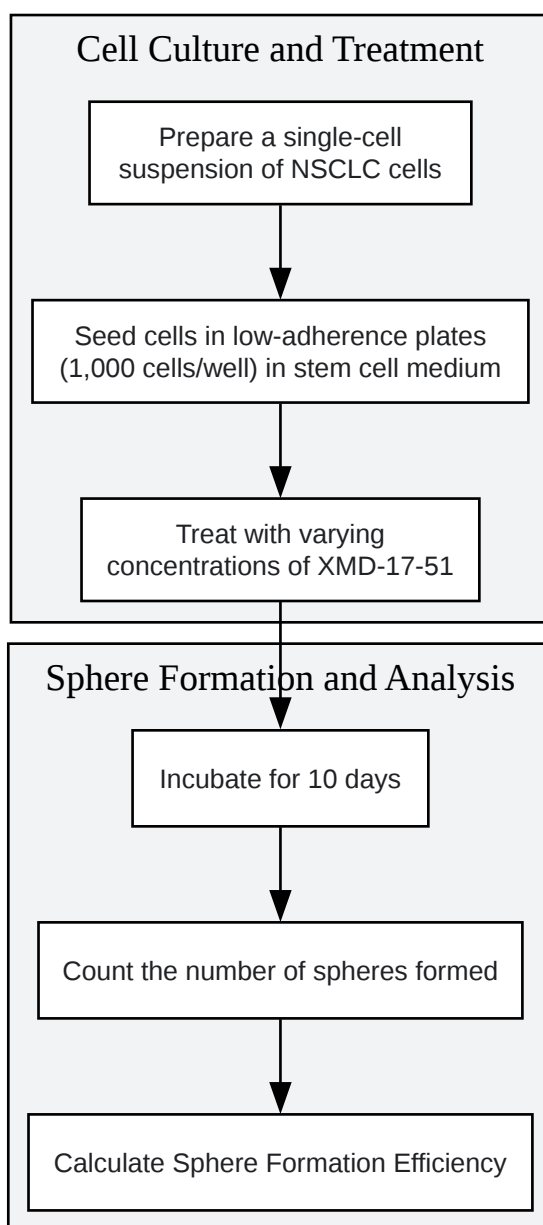 Cell Culture and Treatment
Prepare a single-cell
suspension of NSCLC cells
Seed cells in low-adherence plates
(1,000 cells/well) in stem cell medium
Treat with varying
concentrations of XMD-17-51
Sphere Formation and Analysis
Incubate for 10 days
Count the number of spheres formed
Calculate Sphere Formation Efficiency